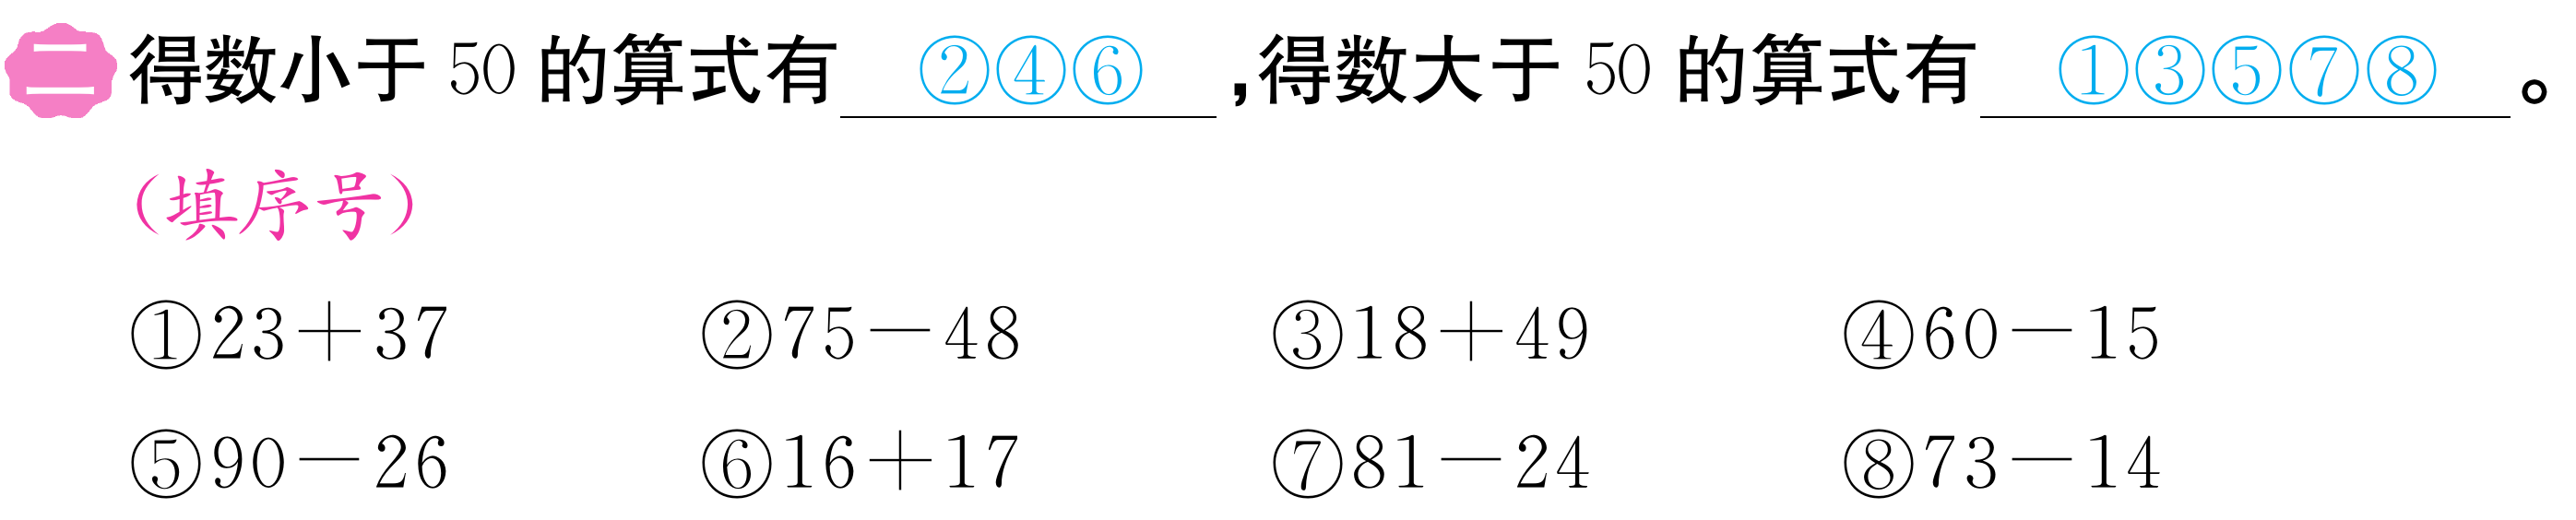 二 得数小于 50 的算式有 ②④⑥ ,得数大于 50 的算式有 ①③⑤⑦⑧ 。
(填序号)
①23+37 ②75-48 ③18+49 ④60-15
⑤90-26 ⑥16+17 ⑦81-24 ⑧73-14